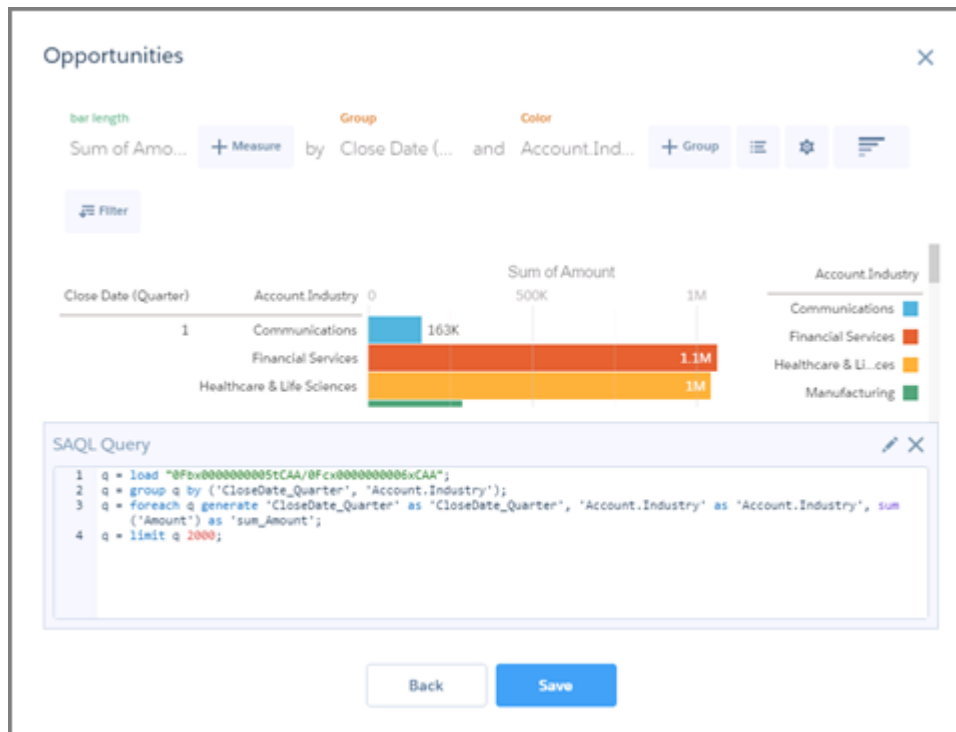 Opportunities
bar length
Group
Color
Sum of Amo...
+ Measure
by
Close Date (...
and
Account.Ind...
+ Group
Filter
Sum of Amount
Account.Industry
Close Date (Quarter)
Account.Industry
0
500K
1M
Communications
1
Communications
163K
Financial Services
Financial Services
1.1M
Healthcare & Li...ces
Healthcare & Life Sciences
1M
Manufacturing
SAQL Query
1 q = load "0Fbx0000000005tCAA/0Fcx0000000006xCAA";
2 q = group q by ('CloseDate_Quarter', 'Account.Industry');
3 q = foreach q generate 'CloseDate_Quarter' as 'CloseDate_Quarter', 'Account.Industry' as 'Account.Industry', sum
('Amount') as 'sum_Amount';
4 q = limit q 2000;
Back
Save